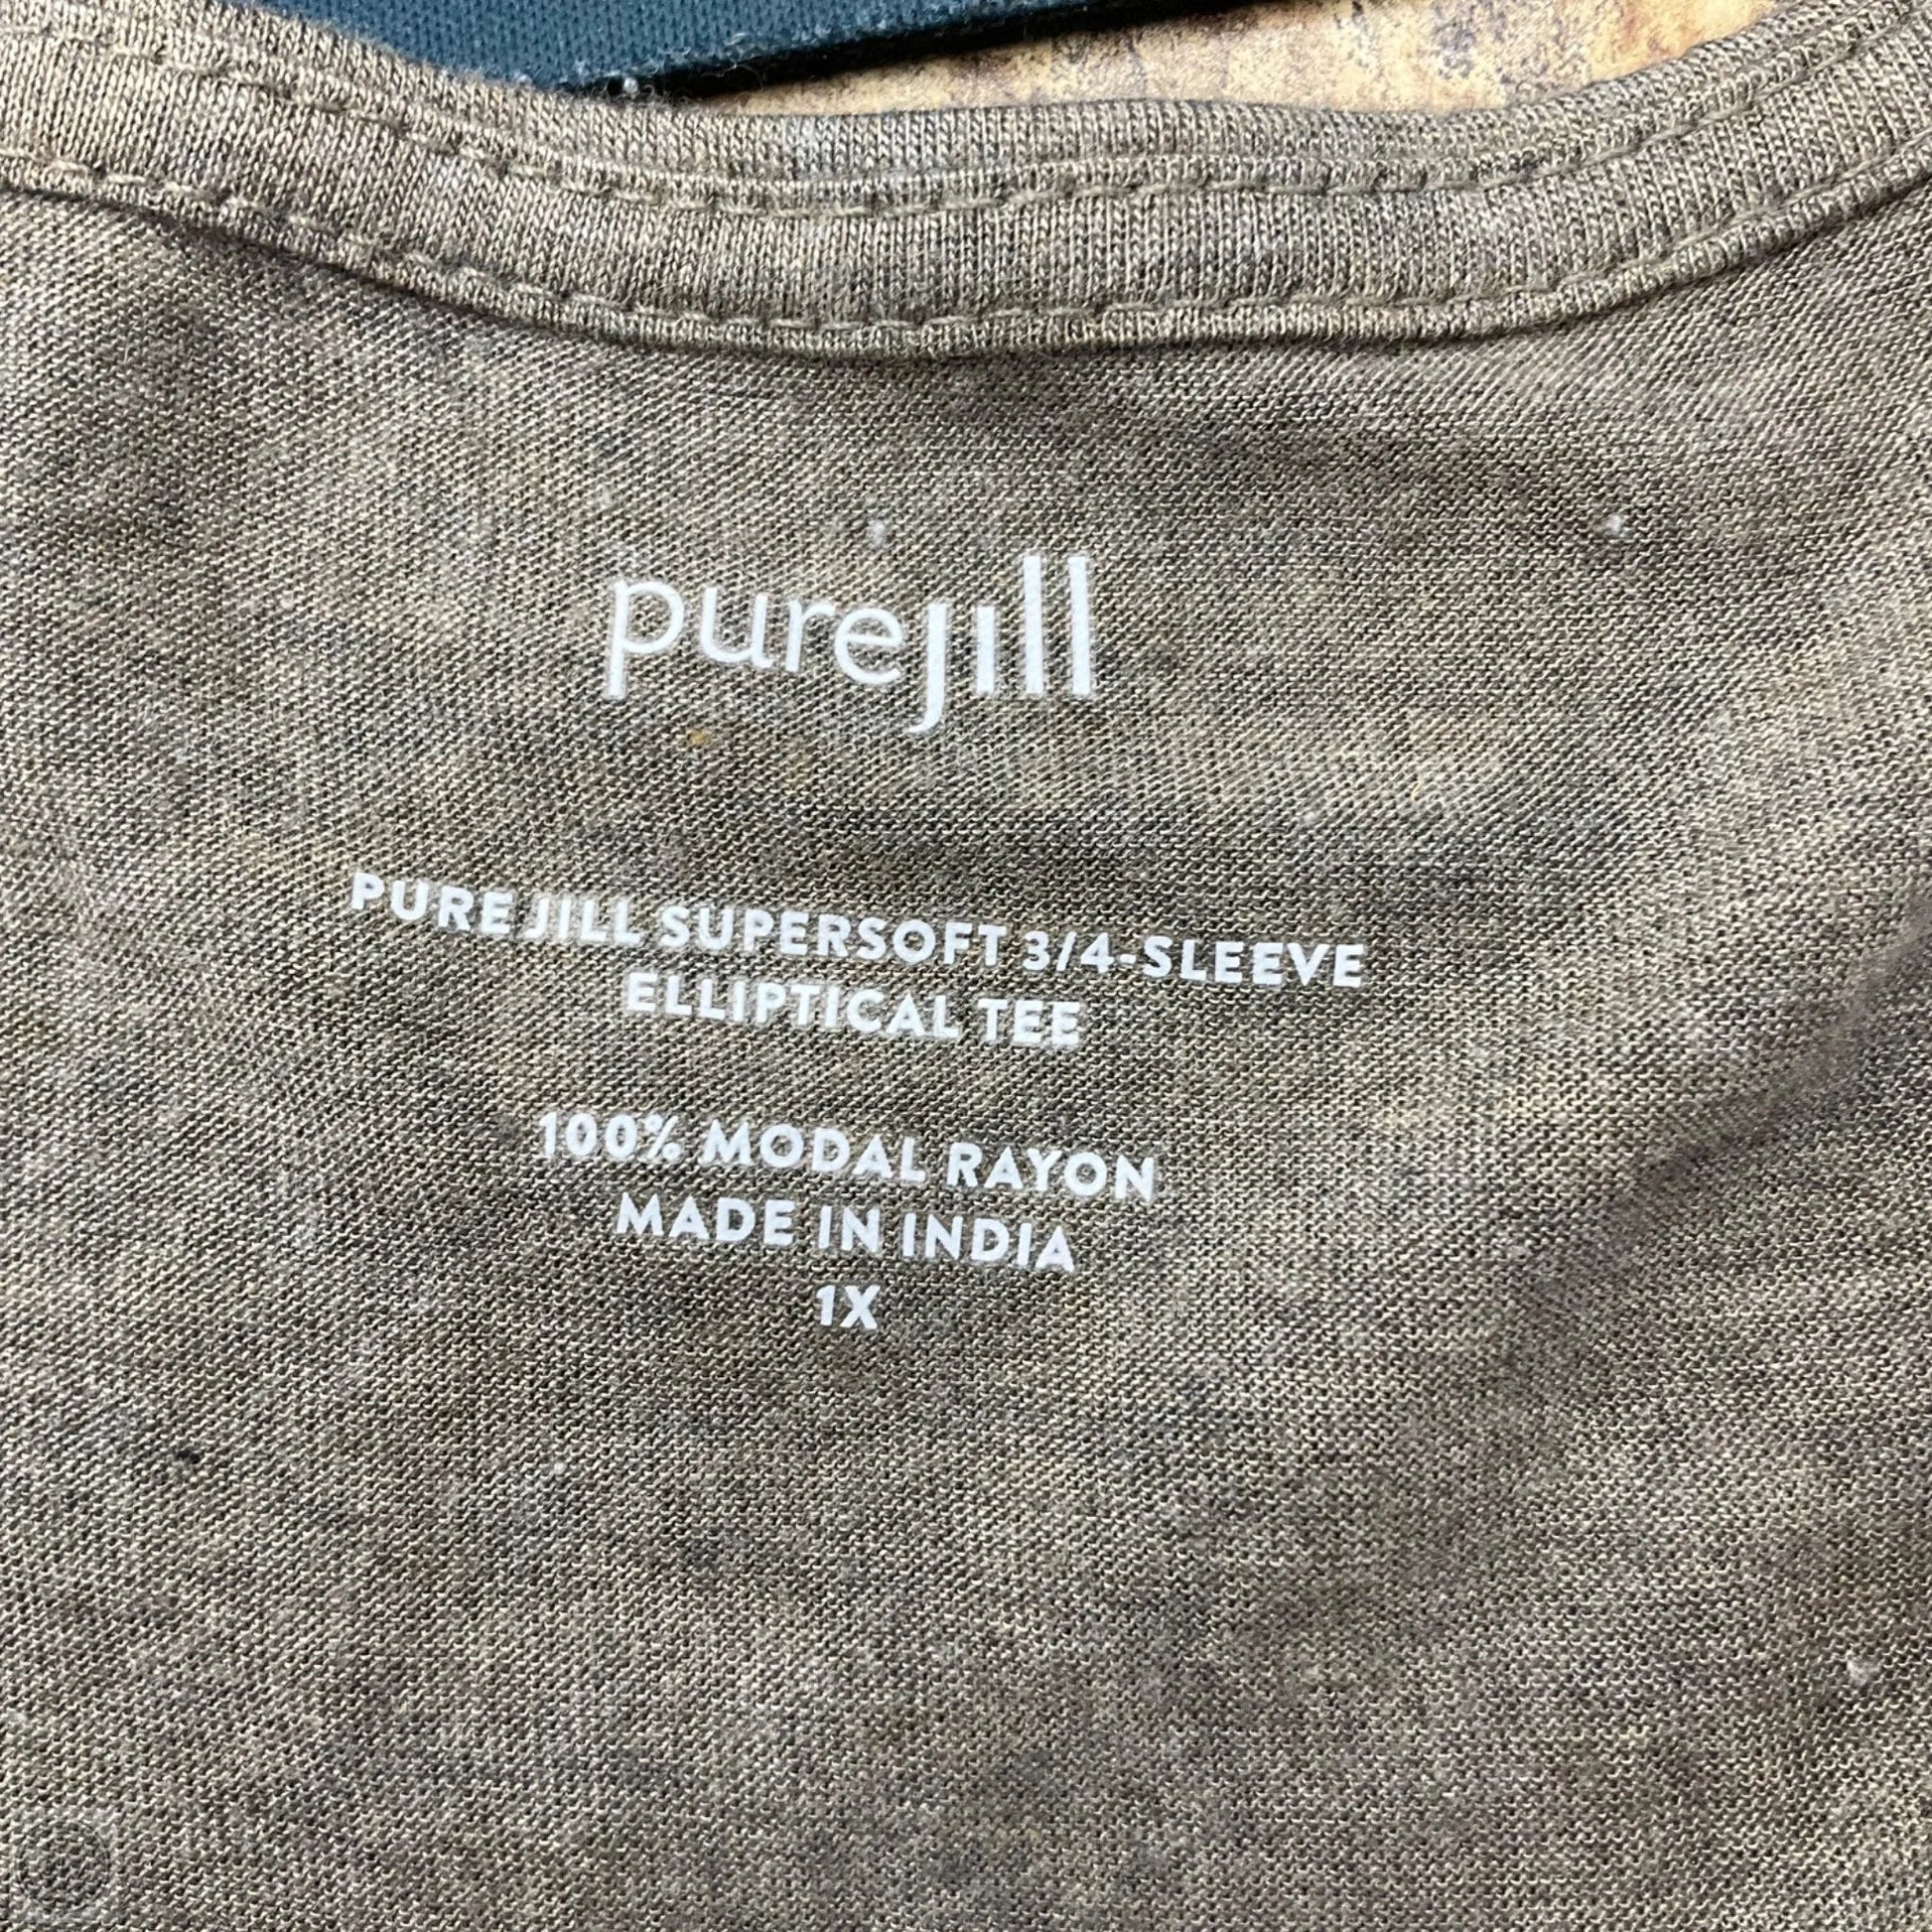 purejill
PURE JILL SUPERSOFT 3/4-SLEEVE
ELLIPTICAL TEE
100% MODAL RAYON
MADE IN INDIA
1X